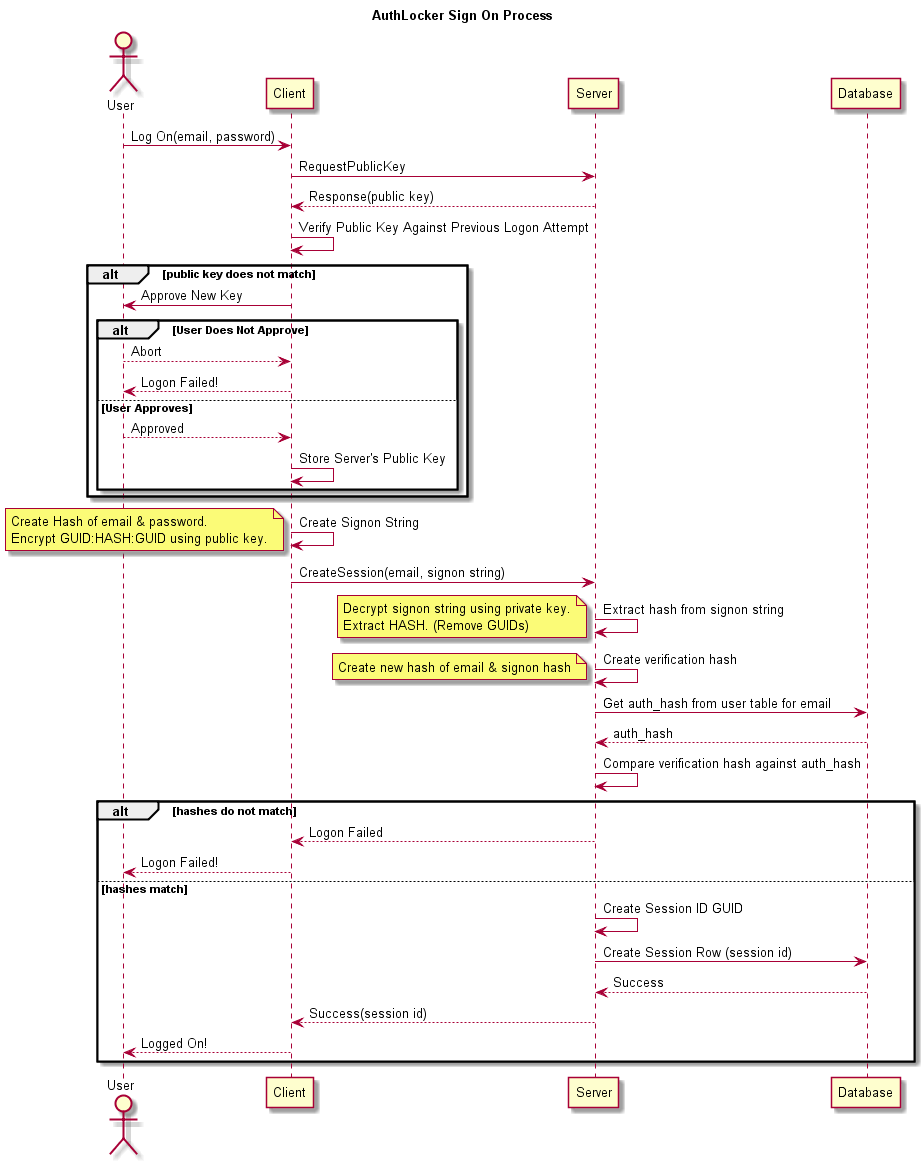 AuthLocker Sign On Process
User
Client
Server
Database
Log On(email, password)
RequestPublicKey
Response(public key)
Verify Public Key Against Previous Logon Attempt
alt [public key does not match]
Approve New Key
alt [User Does Not Approve]
Abort
Logon Failed!
[User Approves]
Approved
Store Server's Public Key
Create Hash of email & password.
Encrypt GUID:HASH:GUID using public key.
Create Signon String
CreateSession(email, signon string)
Decrypt signon string using private key.
Extract HASH. (Remove GUIDs)
Extract hash from signon string
Create new hash of email & signon hash
Create verification hash
Get auth_hash from user table for email
auth_hash
Compare verification hash against auth_hash
alt [hashes do not match]
Logon Failed
Logon Failed!
[hashes match]
Create Session ID GUID
Create Session Row (session id)
Success
Success(session id)
Logged On!
User
Client
Server
Database